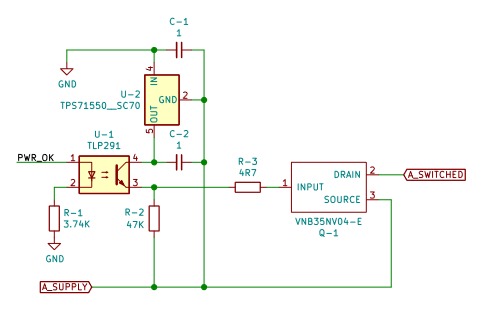 C-1
1
GND
4
IN
U-2
TPS71550__SC70
GND
2
OUT
5
C-2
1
U-1
TLP291
PWR_OK
1
4
2
3
R-3
4R7
DRAIN
2
A_SWITCHED
1
INPUT
SOURCE
3
VNB35NV04-E
Q-1
R-1
3.74K
R-2
47K
GND
A_SUPPLY